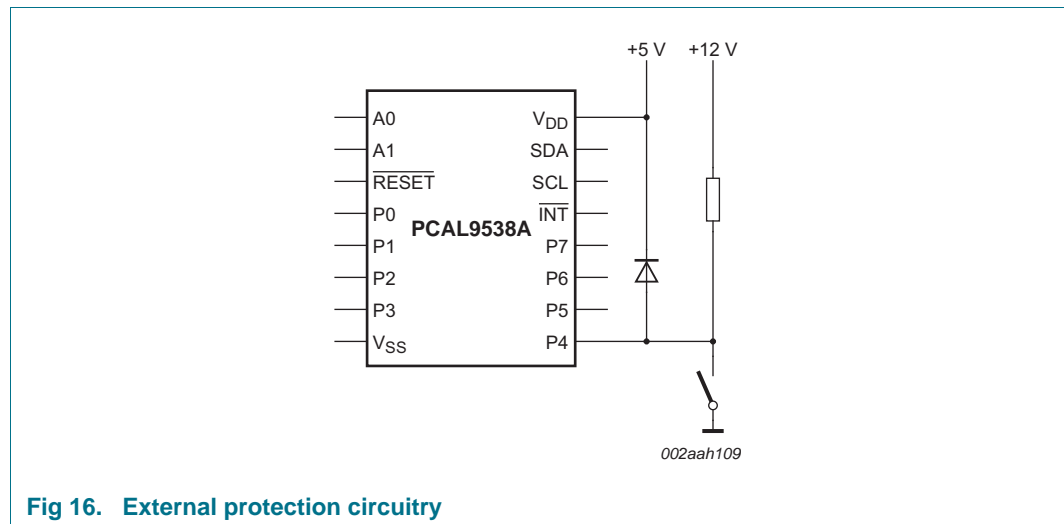 +5 V +12 V
A0 VDD
A1 SDA
RESET SCL
P0 INT
PCAL9538A
P1 P7
P2 P6
P3 P5
VSS P4
002aah109
Fig 16. External protection circuitry